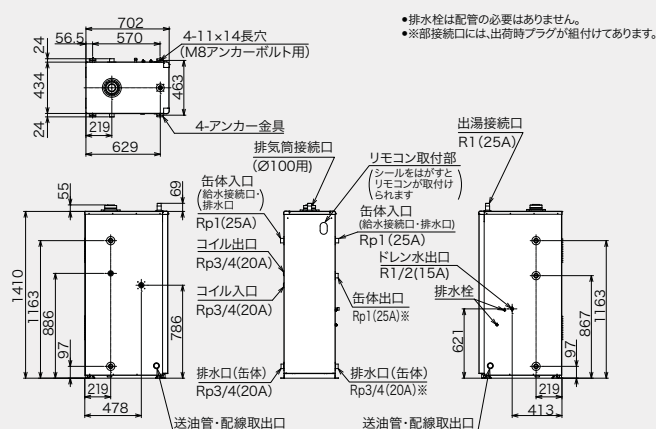 •排水栓は配管の必要はありません。
•※部接続口には、出荷時プラグが組付けてあります。
702
56.5
570
4-11×14長穴
(M8アンカーボルト用)
24
434
24
463
219
629
4-アンカー金具
排気筒接続口
(Ø100用)
リモコン取付部
(シールをはがすと
リモコンが取付け
られます)
出湯接続口
R1(25A)
55
69
缶体入口
(給水接続口・
排水口)
Rp1(25A)
コイル出口
Rp3/4(20A)
コイル入口
Rp3/4(20A)
排水口(缶体)
Rp3/4(20A)
缶体入口
(給水接続口・排水口)
Rp1(25A)
ドレン水出口
R1/2(15A)
排水栓
缶体出口
Rp1(25A)※
排水口(缶体)
Rp3/4(20A)※
1410
1163
886
97
786
219
478
送油管・配線取出口
621
1163
867
97
219
413
送油管・配線取出口